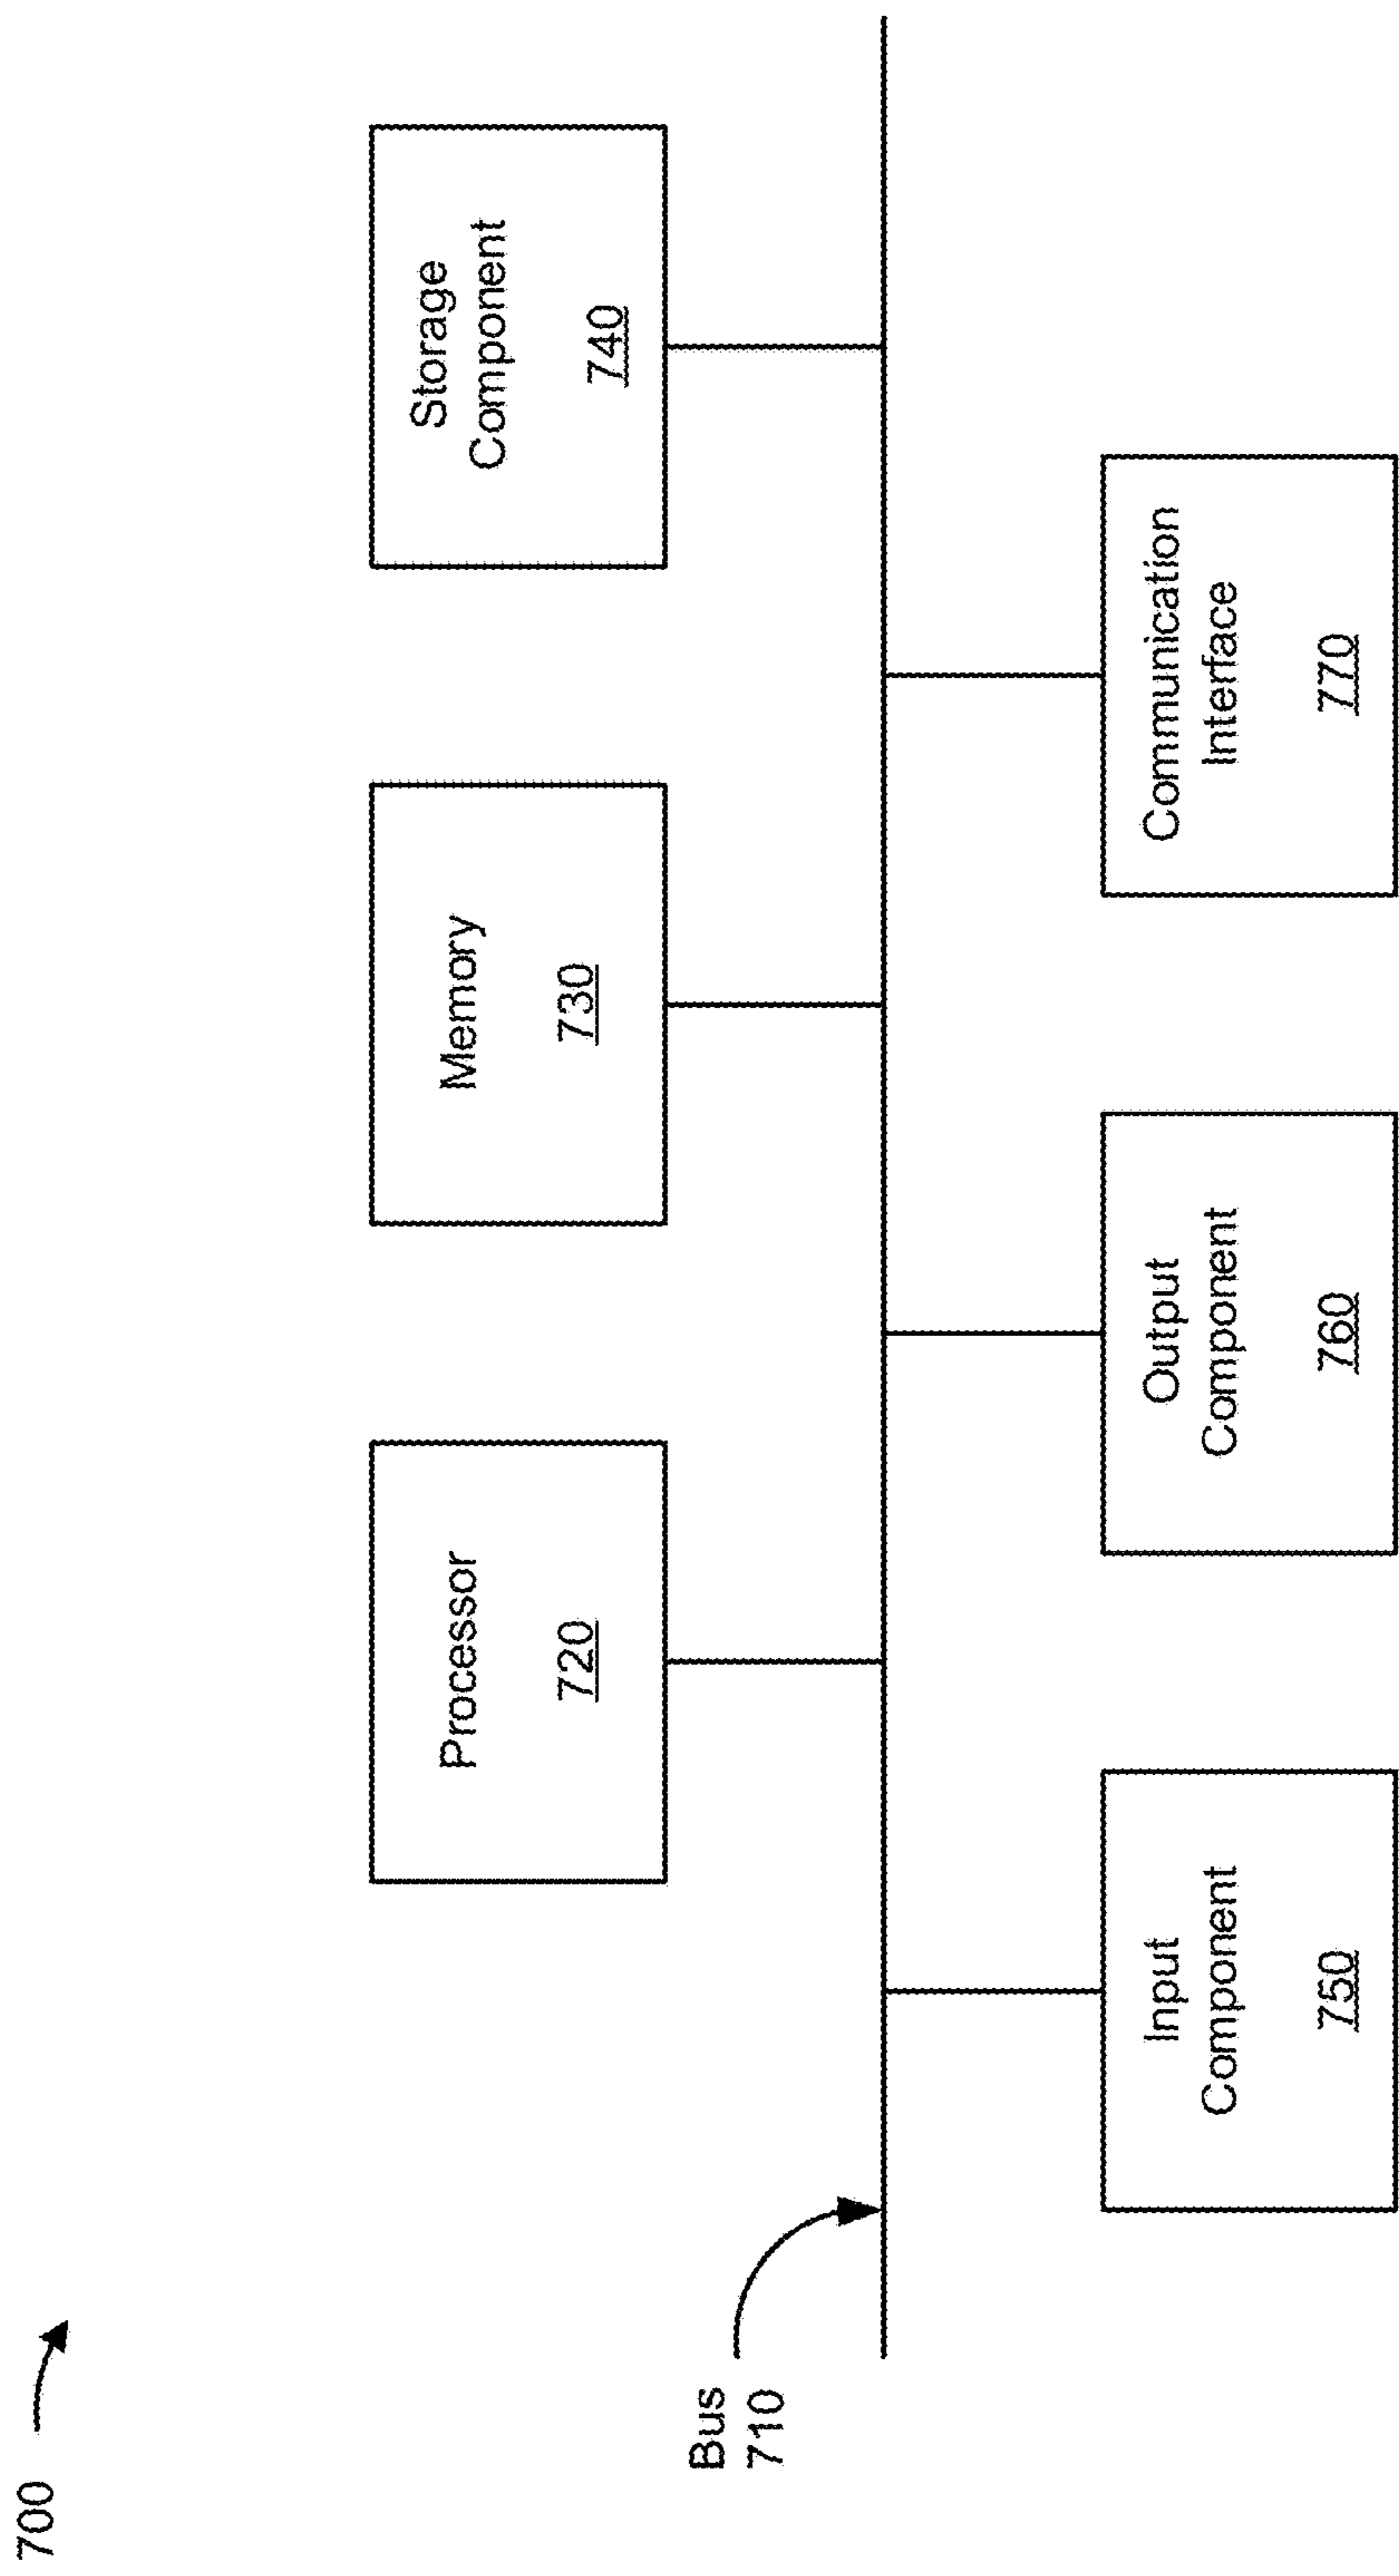 700
Bus
710
Processor
720
Memory
730
Storage
Component
740
Input
Component
750
Output
Component
760
Communication
Interface
770